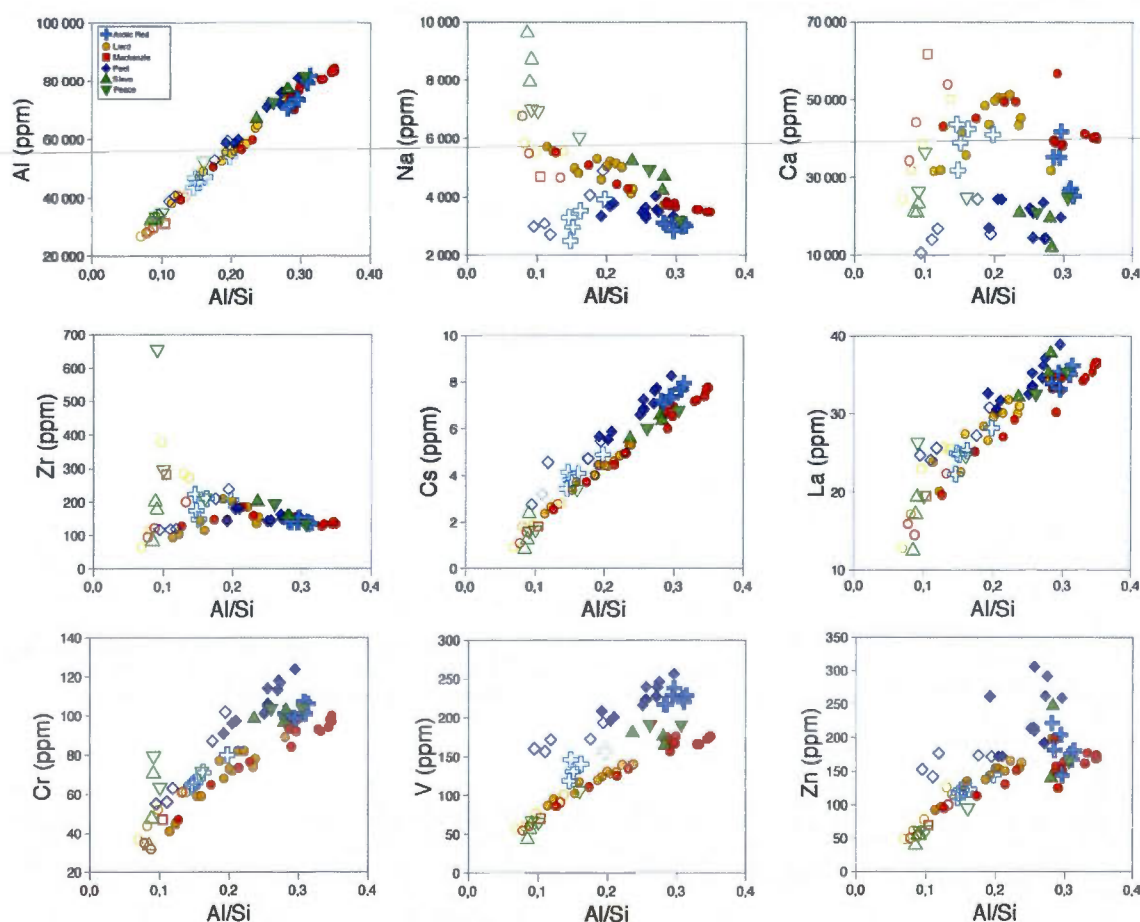 100 000
80 000
60 000
40 000
20 000
0,00 0,10 0,20 0,30 0,40
Al (ppm)
Al/Si
Arctic Red
Liard
Mackenzie
Peel
Slave
Peace
10 000
8 000
6 000
4 000
2 000
0,0 0,1 0,2 0,3 0,4
Na (ppm)
Al/Si
70 000
50 000
30 000
10 000
0,0 0,1 0,2 0,3 0,4
Ca (ppm)
Al/Si
700
600
500
400
300
200
100
0
0,0 0,1 0,2 0,3 0,4
Zr (ppm)
Al/Si
10
8
6
4
2
0
0,0 0,1 0,2 0,3 0,4
Cs (ppm)
Al/Si
40
30
20
10
0,0 0,1 0,2 0,3 0,4
La (ppm)
Al/Si
140
120
100
80
60
40
20
0,0 0,1 0,2 0,3 0,4
Cr (ppm)
Al/Si
300
250
200
150
100
50
0
0,0 0,1 0,2 0,3 0,4
V (ppm)
Al/Si
350
300
250
200
150
100
50
0
0,0 0,1 0,2 0,3 0,4
Zn (ppm)
Al/Si